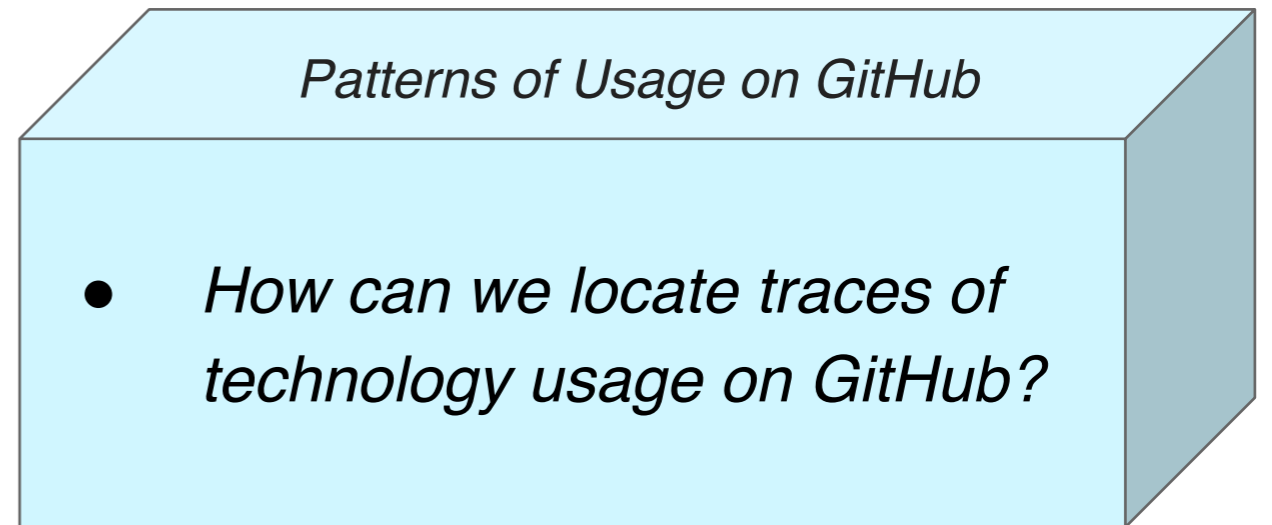 Patterns of Usage on GitHub
● How can we locate traces of
technology usage on GitHub?